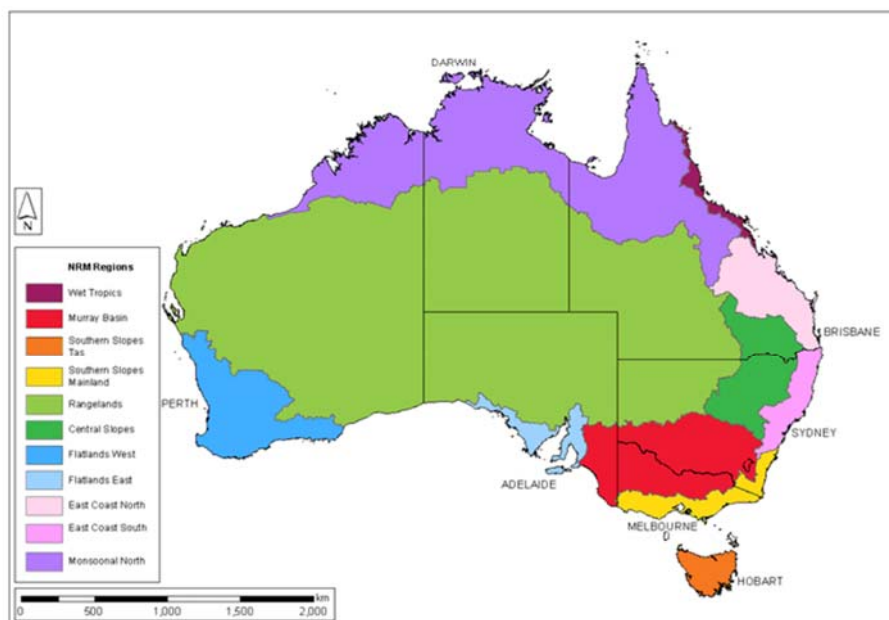 DARWIN
N
NRM Regions
Wet Tropics
Murray Basin
Southern Slopes
Tas
Southern Slopes
Mainland
Rangelands
Central Slopes
Flatlands West
Flatlands East
East Coast North
East Coast South
Monsoonal North
BRISBANE
PERTH
SYDNEY
ADELAIDE
MELBOURNE
HOBART
km
0 500 1,000 1,500 2,000